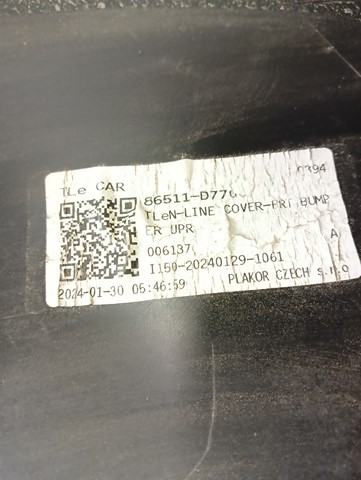 TLe CAR
0394
86511-D770
TLeN-LINE COVER-FRT BUMP
ER UPR
006137
A
I150-20240129-1061
2024-01-30 05:46:59
PLAKOR CZECH s.r.o